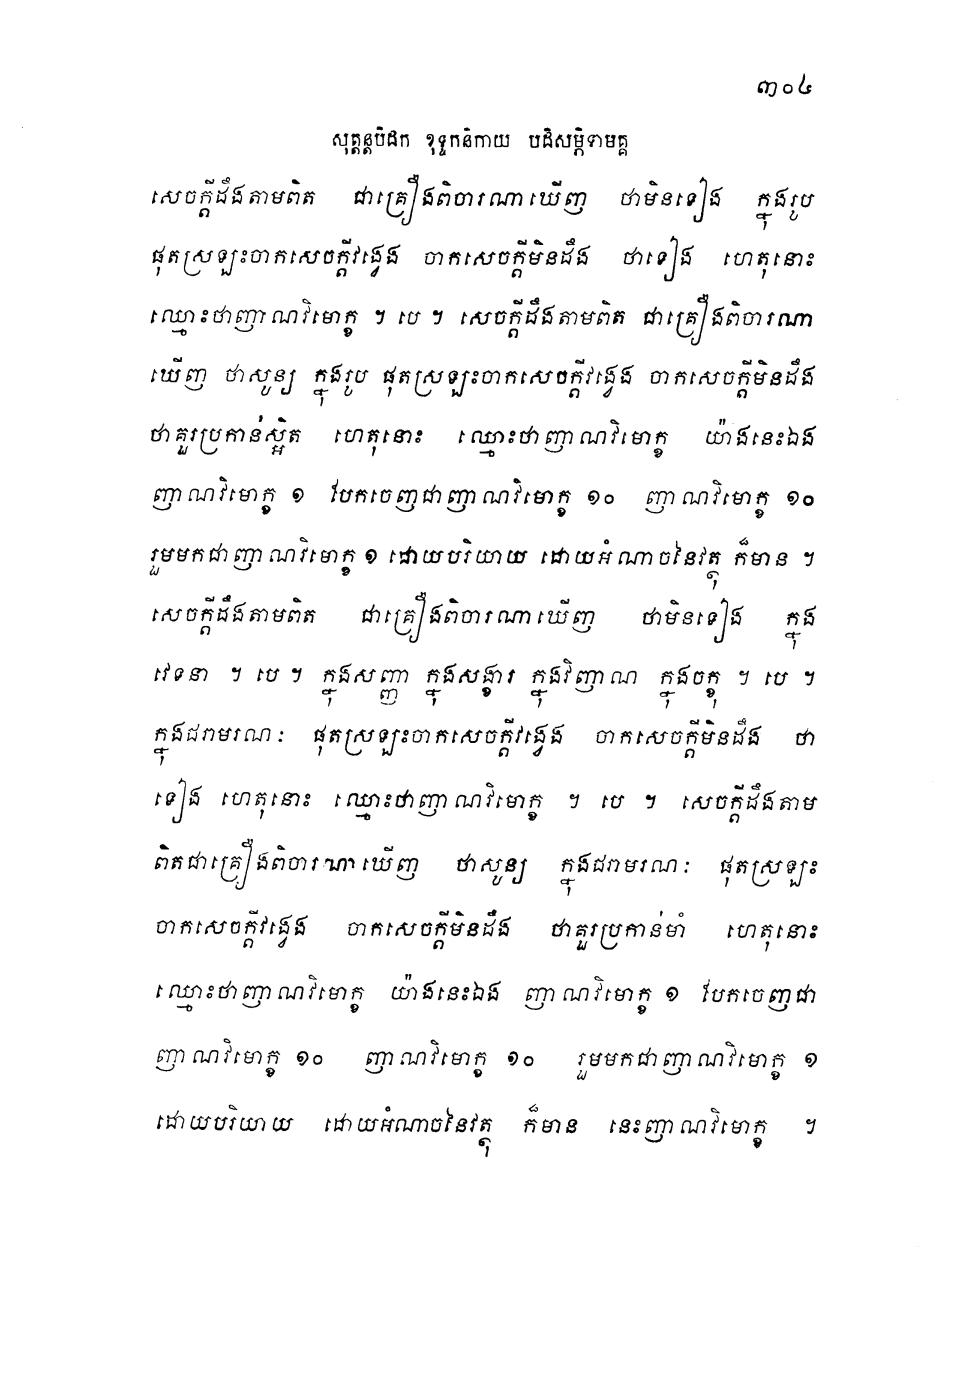 ៣០៤
សុត្តន្តបិដក ខុទ្ទកនិកាយ បដិសម្ភិទាមគ្គ
សេចក្តីដឹងតាមពិត ជាគ្រឿងពិចារណាឃើញ ថាមិនទៀង ក្នុងរូប
ផុតស្រឡះចាកសេចក្តីវង្វេង ចាកសេចក្តីមិនដឹង ថាទៀង ហេតុនោះ
ឈ្មោះថាញាណវិមោក្ខ ។ បេ ។ សេចក្តីដឹងតាមពិត ជាគ្រឿងពិចារណា
ឃើញ ថាសូន្យ ក្នុងរូប ផុតស្រឡះចាកសេចក្តីវង្វេង ចាកសេចក្តីមិនដឹង
ថាគួរប្រកាន់ស្អិត ហេតុនោះ ឈ្មោះថាញាណវិមោក្ខ យ៉ាងនេះឯង
ញាណវិមោក្ខ ១ បែកចេញជាញាណវិមោក្ខ ១០ ញាណវិមោក្ខ ១០
រួមមកជាញាណវិមោក្ខ ១ ដោយបរិយាយ ដោយអំណាចនៃវត្ថុ ក៏មាន ។
សេចក្តីដឹងតាមពិត ជាគ្រឿងពិចារណាឃើញ ថាមិនទៀង ក្នុង
វេទនា ។ បេ ។ ក្នុងសញ្ញា ក្នុងសង្ខារ ក្នុងវិញាណ ក្នុងចក្ខុ ។ បេ ។
ក្នុងជរាមរណៈ ផុតស្រឡះចាកសេចក្តីវង្វេង ចាកសេចក្តីមិនដឹង ថា
ទៀង ហេតុនោះ ឈ្មោះថាញាណវិមោក្ខ ។ បេ ។ សេចក្តីដឹងតាម
ពិតជាគ្រឿងពិចារណាឃើញ ថាសូន្យ ក្នុងជរាមរណៈ ផុតស្រឡះ
ចាកសេចក្តីវង្វេង ចាកសេចក្តីមិនដឹង ថាគួរប្រកាន់មាំ ហេតុនោះ
ឈ្មោះថាញាណវិមោក្ខ យ៉ាងនេះឯង ញាណវិមោក្ខ ១ បែកចេញជា
ញាណវិមោក្ខ ១០ ញាណវិមោក្ខ ១០ រួមមកជាញាណវិមោក្ខ ១
ដោយបរិយាយ ដោយអំណាចនៃវត្ថុ ក៏មាន នេះញាណវិមោក្ខ ។